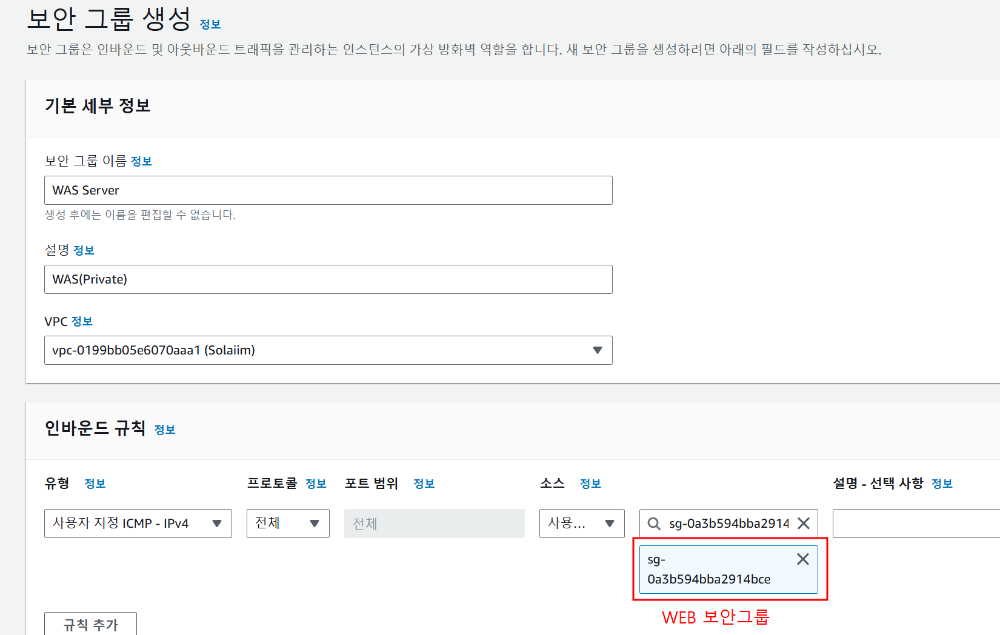 보안 그룹 생성 정보
보안 그룹은 인바운드 및 아웃바운드 트래픽을 관리하는 인스턴스의 가상 방화벽 역할을 합니다. 새 보안 그룹을 생성하려면 아래의 필드를 작성하십시오.
기본 세부 정보
보안 그룹 이름 정보
WAS Server
생성 후에는 이름을 편집할 수 없습니다.
설명 정보
WAS(Private)
VPC 정보
vpc-0199bb05e6070aaa1 (Solaiim)
인바운드 규칙 정보
유형 정보 프로토콜 정보 포트 범위 정보 소스 정보 설명 - 선택 사항 정보
사용자 지정 ICMP - IPv4 전체 전체 사용... sg-0a3b594bba2914
sg-
0a3b594bba2914bce
WEB 보안그룹
규칙 추가